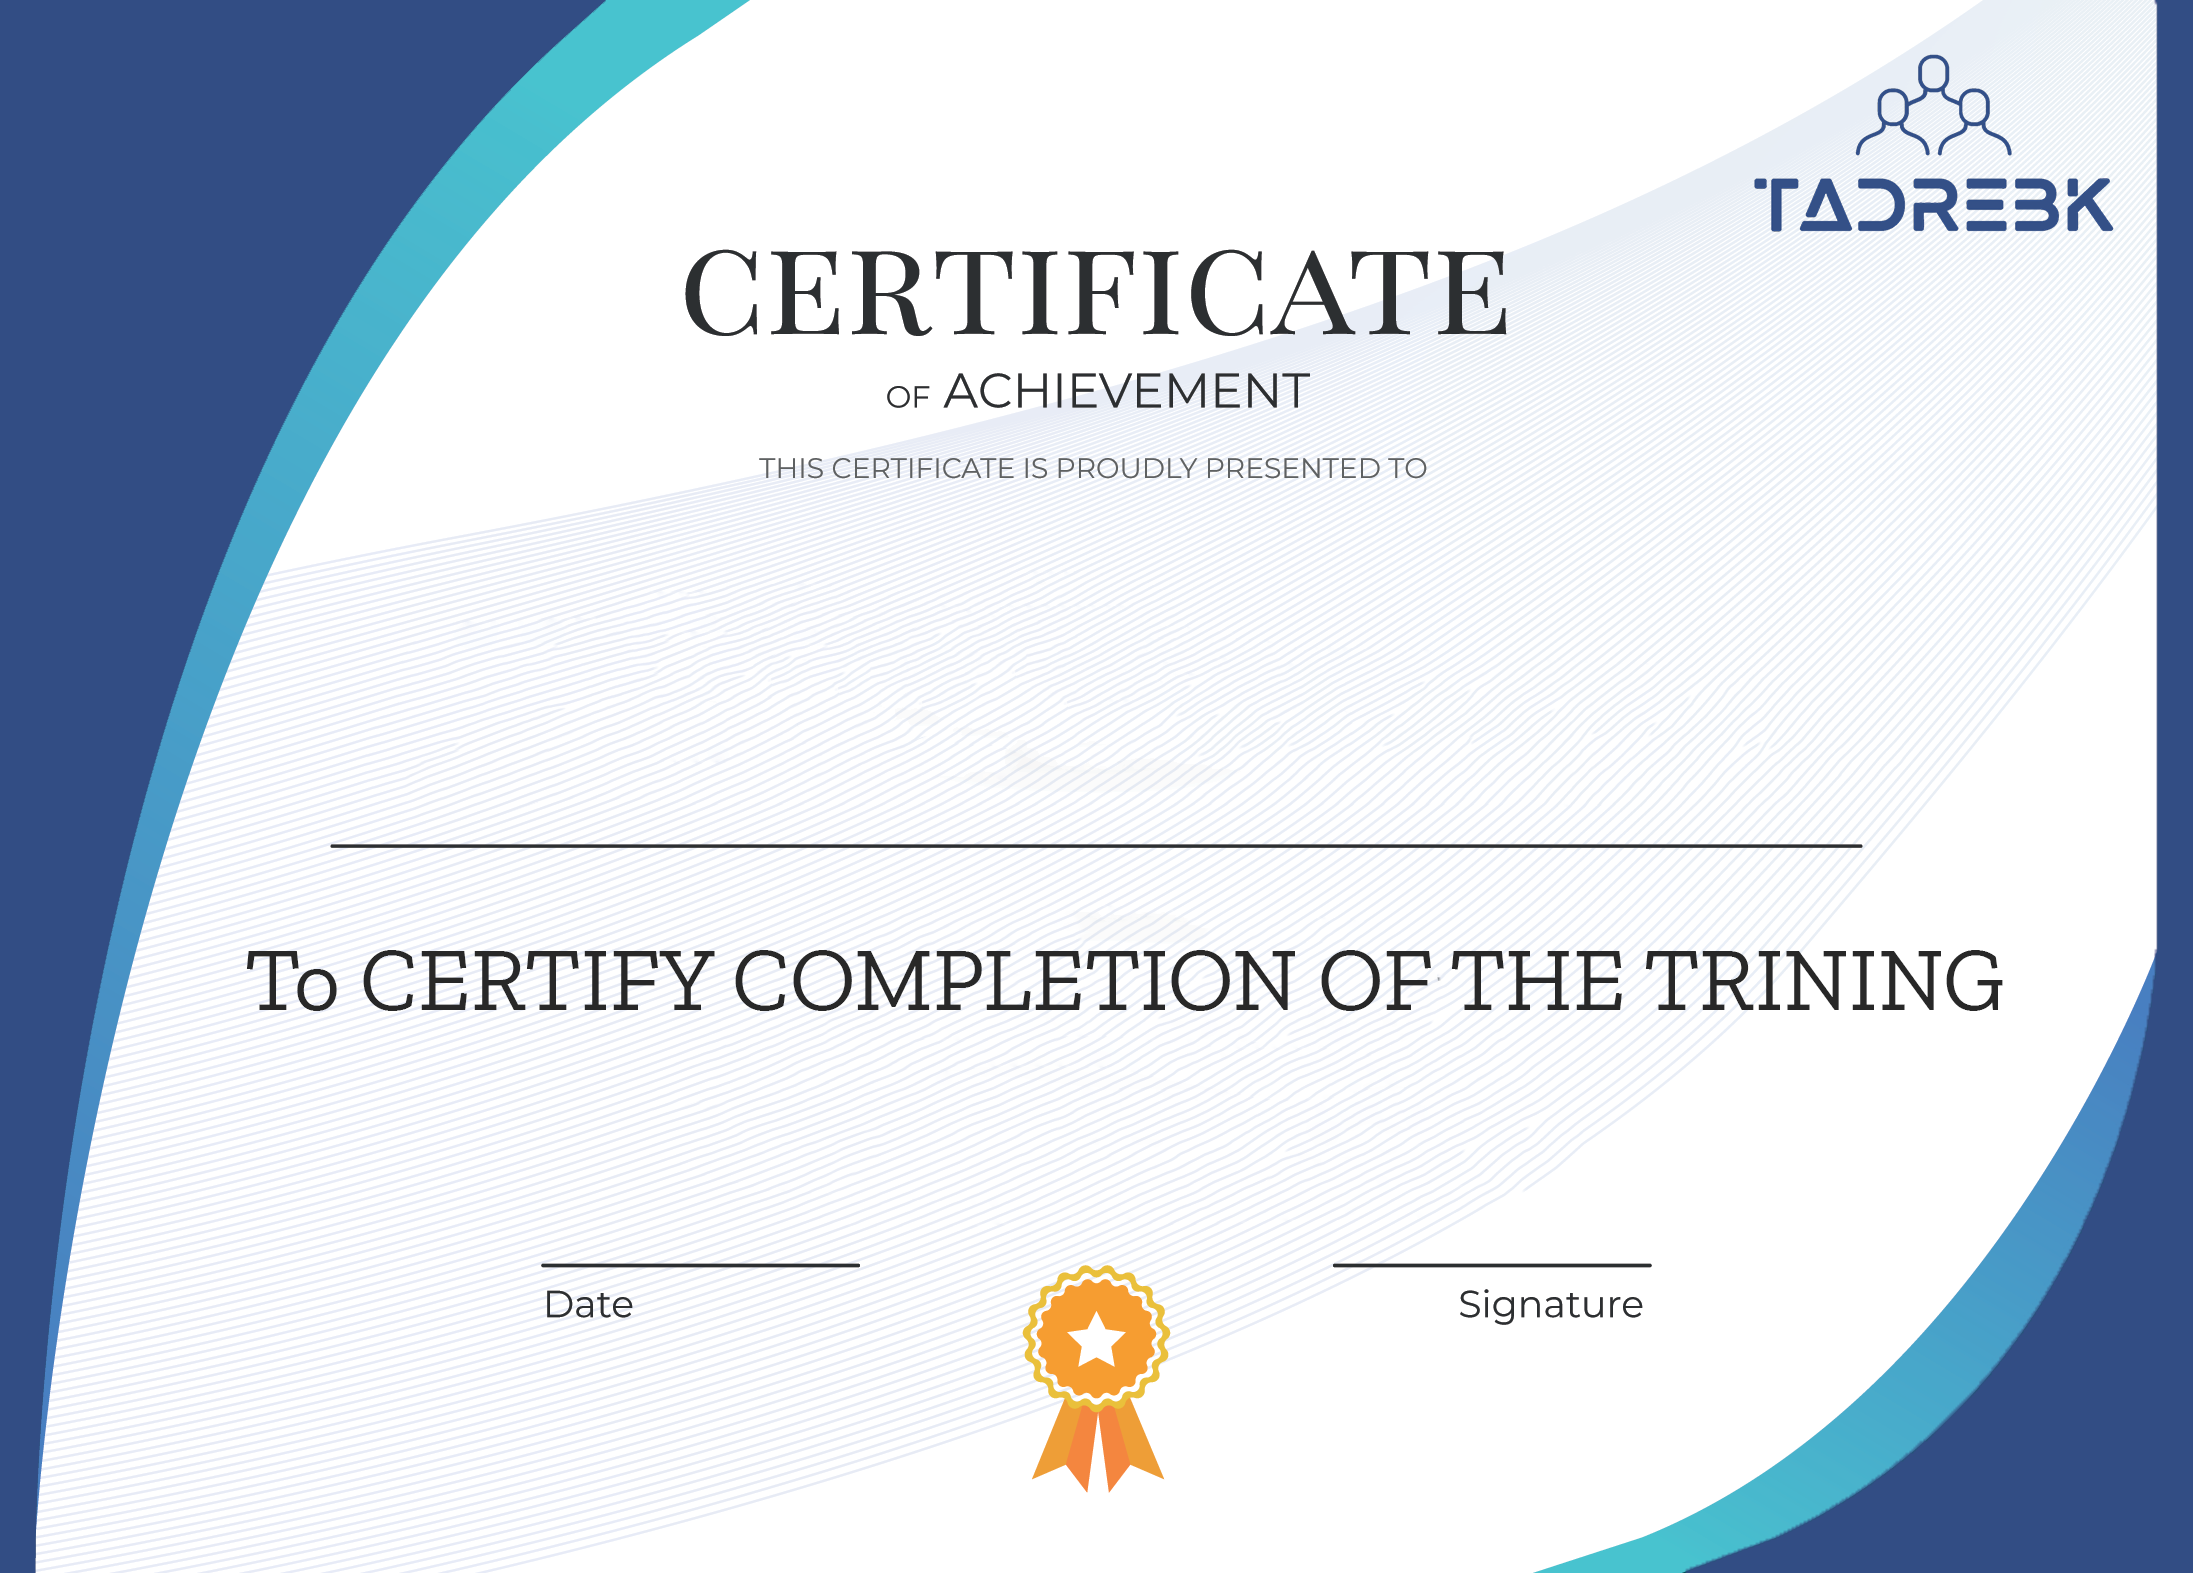 TADREBK
CERTIFICATE
OF ACHIEVEMENT
THIS CERTIFICATE IS PROUDLY PRESENTED TO
To CERTIFY COMPLETION OF THE TRINING
Date
Signature